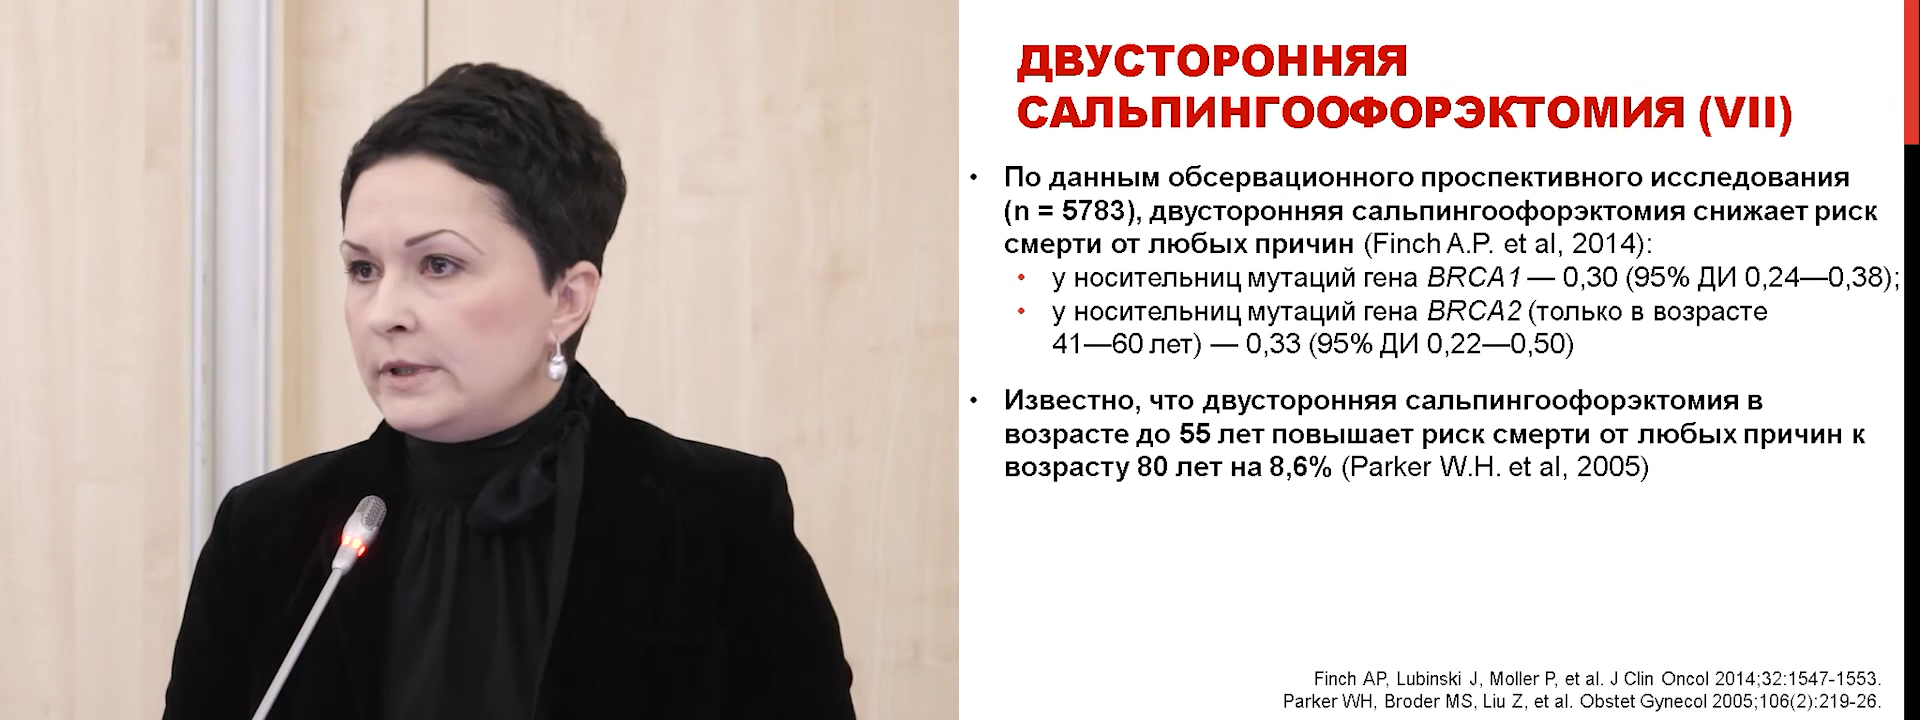 ДВУСТОРОННЯЯ
САЛЬПИНГООФОРЭКТОМИЯ (VII)
• По данным обсервационного проспективного исследования
(n = 5783), двусторонняя сальпингоофорэктомия снижает риск
смерти от любых причин (Finch A.P. et al, 2014):
• у носительниц мутаций гена BRCA1 — 0,30 (95% ДИ 0,24—0,38);
• у носительниц мутаций гена BRCA2 (только в возрасте
41—60 лет) — 0,33 (95% ДИ 0,22—0,50)
• Известно, что двусторонняя сальпингоофорэктомия в
возрасте до 55 лет повышает риск смерти от любых причин к
возрасту 80 лет на 8,6% (Parker W.H. et al, 2005)
Finch AP, Lubinski J, Moller P, et al. J Clin Oncol 2014;32:1547-1553.
Parker WH, Broder MS, Liu Z, et al. Obstet Gynecol 2005;106(2):219-26.